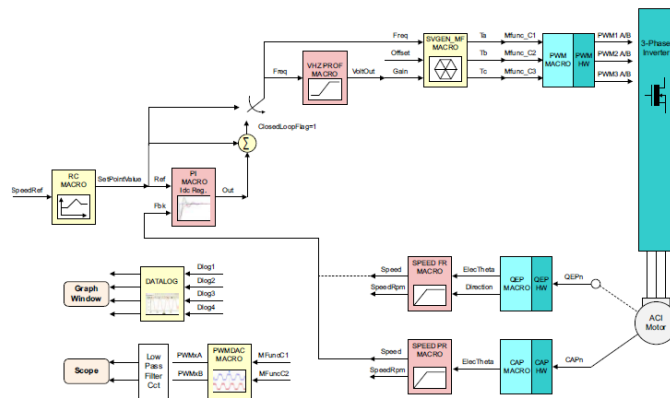 Freq
Offset
Gain
SVGEN_MF
MACRO
Ta
Tb
Tc
Mfunc_C1
Mfunc_C2
Mfunc_C3
PWM
MACRO
PWM
HW
PWM1 A/B
PWM2 A/B
PWM3 A/B
3-Phase
Inverter
Freq
VHZ PROF
MACRO
VoltOut
ClosedLoopFlag=1
Σ
SpeedRef
RC
MACRO
SetPointValue
Ref
Fbk
PI
MACRO
Idc Reg.
Out
Graph
Window
DATALOG
Dlog1
Dlog2
Dlog3
Dlog4
Speed
SpeedRpm
SPEED FR
MACRO
ElecTheta
Direction
QEP
MACRO
QEP
HW
QEPn
ACI
Motor
Scope
Low
Pass
Filter
Cct
PWMxA
PWMxB
PWMDAC
MACRO
MFuncC1
MFuncC2
Speed
SpeedRpm
SPEED PR
MACRO
ElecTheta
CAP
MACRO
CAP
HW
CAPn